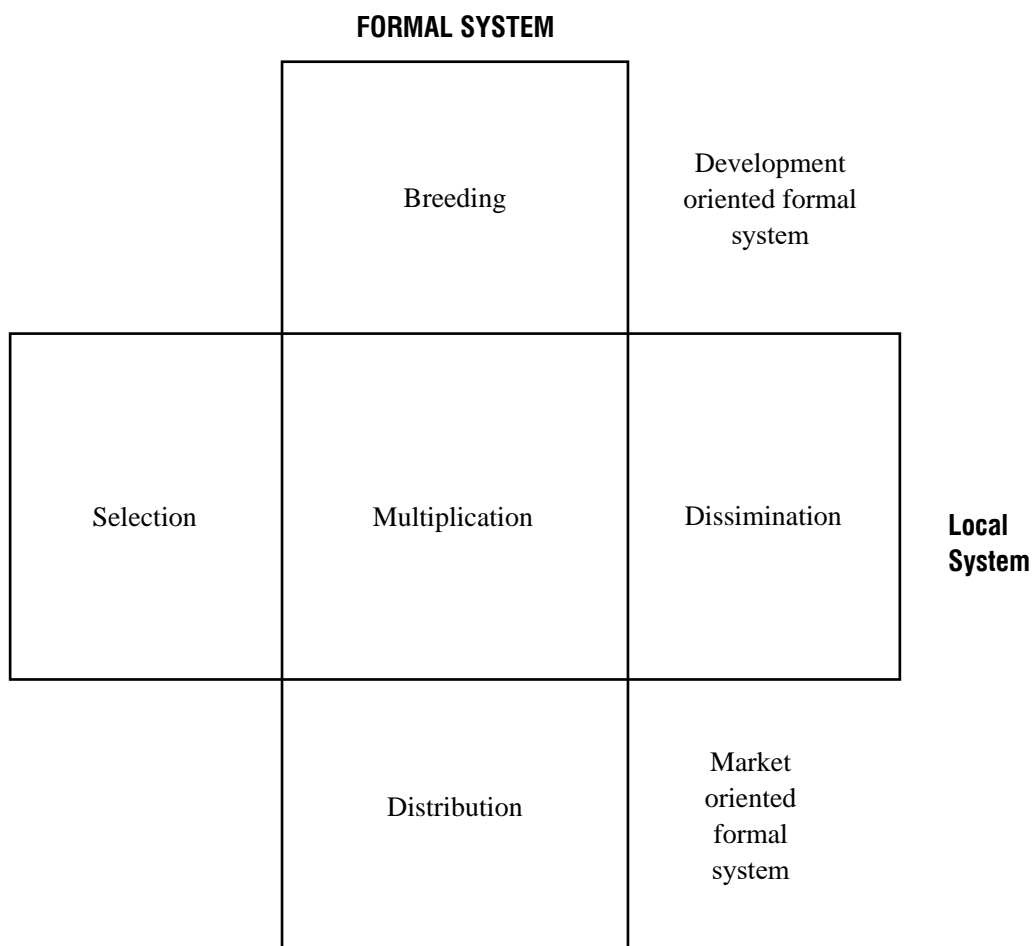 FORMAL SYSTEM
Breeding
Development
oriented formal
system
Selection
Multiplication
Dissimination
Local
System
Distribution
Market
oriented
formal
system